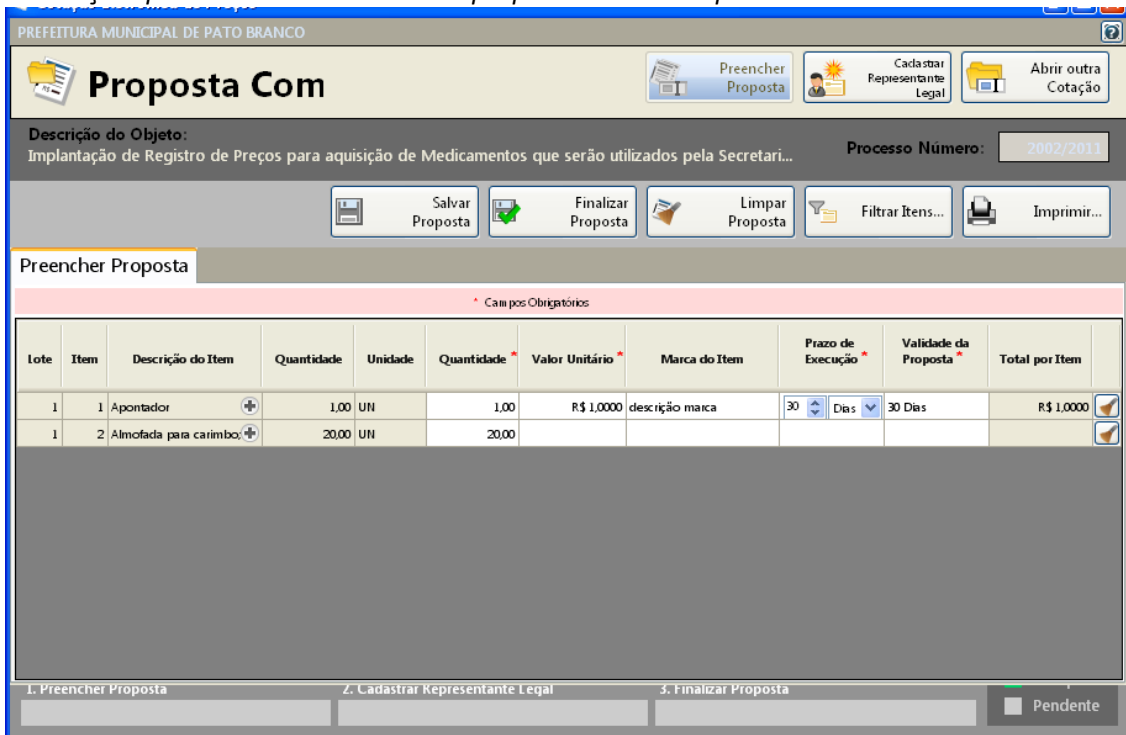 PREFEITURA MUNICIPAL DE PATO BRANCO
Proposta Com
Preencher
Proposta
Cadastrar
Representante
Legal
Abrir outra
Cotação
Descrição do Objeto:
Implantação de Registro de Preços para aquisição de Medicamentos que serão utilizados pela Secretari...
Processo Número:
2002/2011
Salvar
Proposta
Finalizar
Proposta
Limpar
Proposta
Filtrar Itens...
Imprimir...
Preencher Proposta
* Campos Obrigatórios
Lote Item Descrição do Item Quantidade Unidade Quantidade * Valor Unitário * Marca do Item Prazo de Execução * Validade da Proposta * Total por Item
1 1 Apontador 1,00 UN 1,00 R$ 1,0000 descrição marca 30 Dias 30 Dias R$ 1,0000
1 2 Almofada para carimbo; 20,00 UN 20,00
1. Preencher Proposta 2. Cadastrar Representante Legal 3. Finalizar Proposta
Pendente